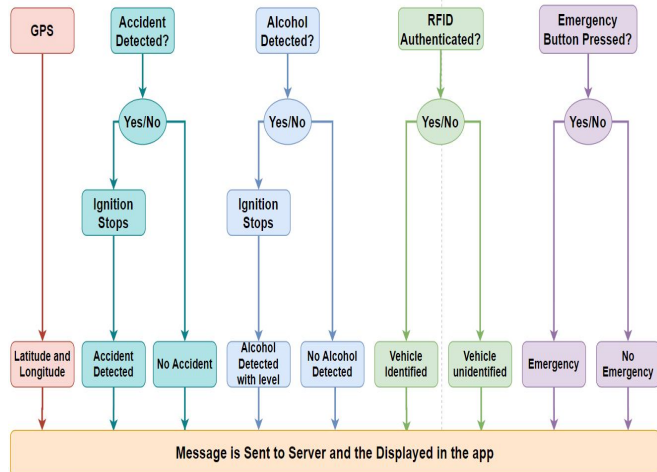 GPS
Accident
Detected?
Alcohol
Detected?
RFID
Authenticated?
Emergency
Button Pressed?
Yes/No
Yes/No
Yes/No
Yes/No
Ignition
Stops
Ignition
Stops
Latitude and
Longitude
Accident
Detected
No Accident
Alcohol
Detected
with level
No Alcohol
Detected
Vehicle
Identified
Vehicle
unidentified
Emergency
No
Emergency
Message is Sent to Server and the Displayed in the app